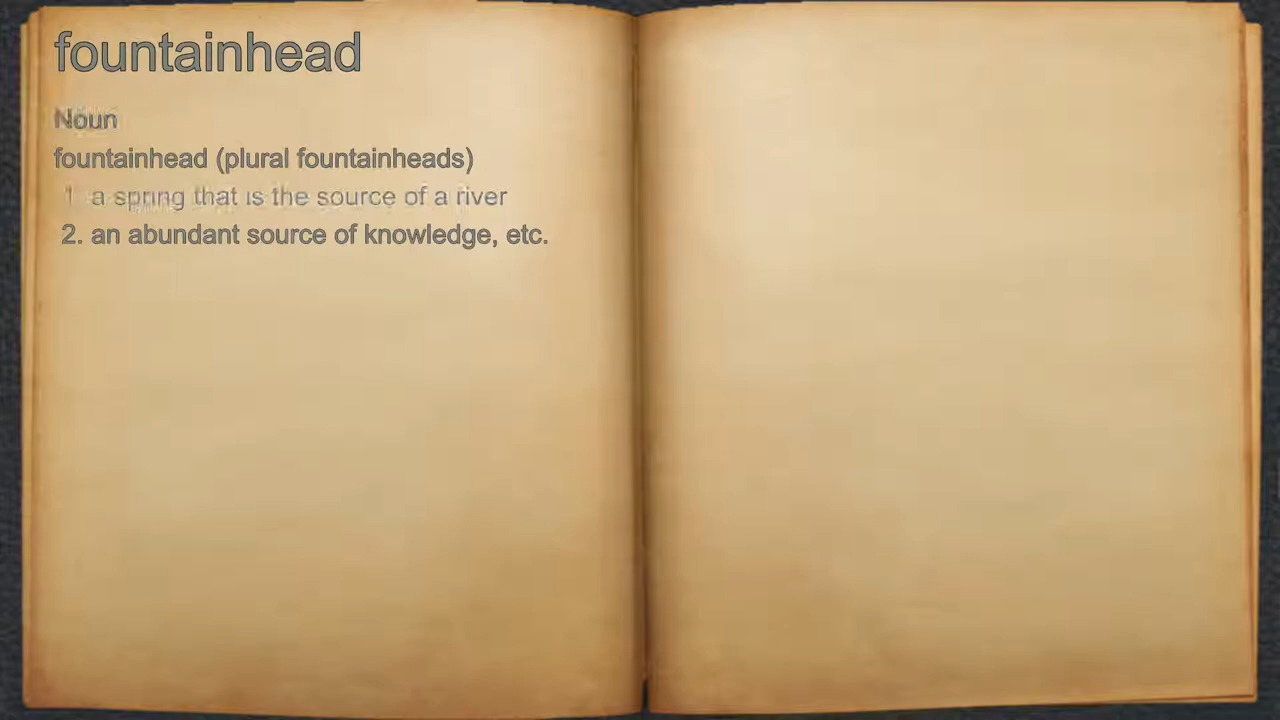 fountainhead
Noun
fountainhead (plural fountainheads)
1. a spring that is the source of a river
2. an abundant source of knowledge, etc.